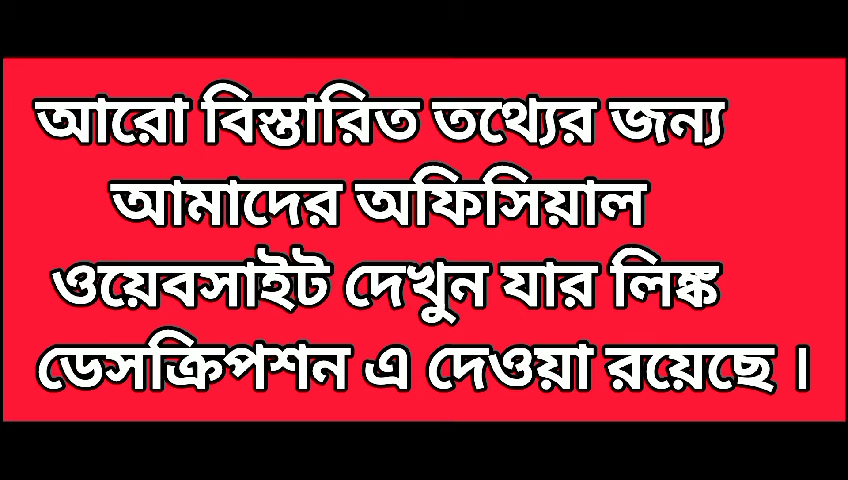 আরো বিস্তারিত তথ্যের জন্য
আমাদের অফিসিয়াল
ওয়েবসাইট দেখুন যার লিঙ্ক
ডেসক্রিপশন এ দেওয়া রয়েছে ।